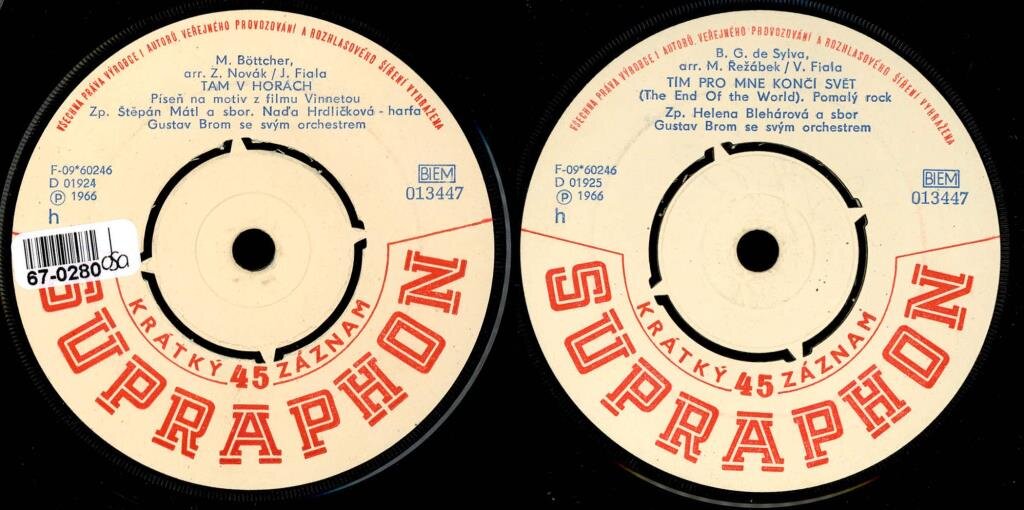 VŠECHNA PRÁVA VÝROBCE I AUTORŮ, VEŘEJNÉHO PROVOZOVÁNÍ A ROZHLASOVÉHO ŠÍŘENÍ VYHRAŽENA
M. Böttcher,
arr. Z. Novák / J. Fiala
TAM V HORÁCH
Píseň na motiv z filmu Vinnetou
Zp. Štěpán Mátl a sbor. Naďa Hrdličková - harfa
Gustav Brom se svým orchestrem
F-09*60246
D 01924
Ⓟ 1966
h
BIEM
013447
67-0280
osa
KRÁTKÝ 45 ZÁZNAM
SUPRAPHON
VŠECHNA PRÁVA VÝROBCE I AUTORŮ, VEŘEJNÉHO PROVOZOVÁNÍ A ROZHLASOVÉHO ŠÍŘENÍ VYHRAŽENA
B. G. de Sylva,
arr. M. Režábek / V. Fiala
TÍM PRO MNE KONČÍ SVĚT
(The End Of the World). Pomalý rock
Zp. Helena Blehárová a sbor
Gustav Brom se svým orchestrem
F-09*60246
D 01925
Ⓟ 1966
h
BIEM
013447
KRÁTKÝ 45 ZÁZNAM
SUPRAPHON